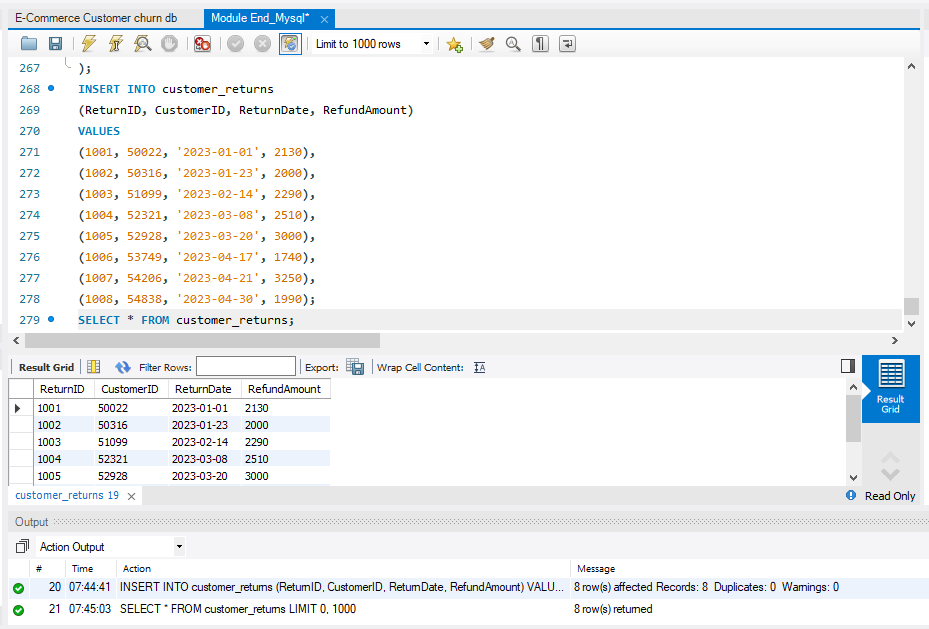 E-Commerce Customer churn db
Module End_Mysql*
Limit to 1000 rows
267 );
268 INSERT INTO customer_returns
269 (ReturnID, CustomerID, ReturnDate, RefundAmount)
270 VALUES
271 (1001, 50022, '2023-01-01', 2130),
272 (1002, 50316, '2023-01-23', 2000),
273 (1003, 51099, '2023-02-14', 2290),
274 (1004, 52321, '2023-03-08', 2510),
275 (1005, 52928, '2023-03-20', 3000),
276 (1006, 53749, '2023-04-17', 1740),
277 (1007, 54206, '2023-04-21', 3250),
278 (1008, 54838, '2023-04-30', 1990);
279 SELECT * FROM customer_returns;
Result Grid Filter Rows: Export: Wrap Cell Content:
ReturnID CustomerID ReturnDate RefundAmount
1001 50022 2023-01-01 2130
1002 50316 2023-01-23 2000
1003 51099 2023-02-14 2290
1004 52321 2023-03-08 2510
1005 52928 2023-03-20 3000
Result
Grid
customer_returns 19
Read Only
Output
Action Output
# Time Action Message
20 07:44:41 INSERT INTO customer_returns (ReturnID, CustomerID, ReturnDate, RefundAmount) VALU... 8 row(s) affected Records: 8 Duplicates: 0 Warnings: 0
21 07:45:03 SELECT * FROM customer_returns LIMIT 0, 1000 8 row(s) returned